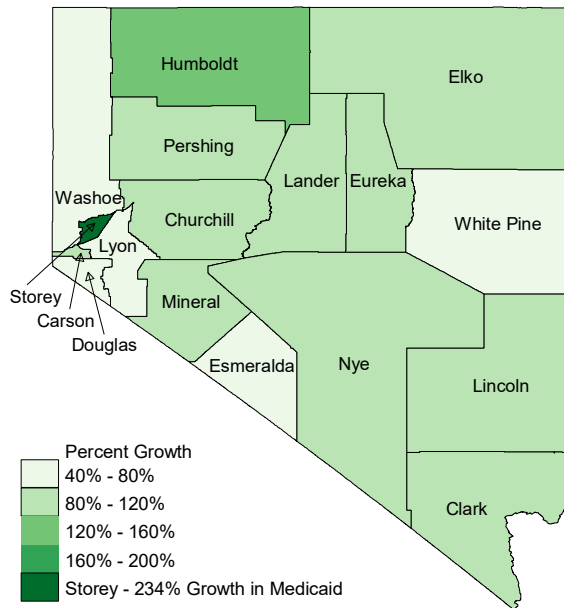 Humboldt
Elko
Pershing
Lander
Eureka
Washoe
Churchill
White Pine
Lyon
Storey
Mineral
Carson
Douglas
Esmeralda
Nye
Lincoln
Clark
Percent Growth
40% - 80%
80% - 120%
120% - 160%
160% - 200%
Storey - 234% Growth in Medicaid